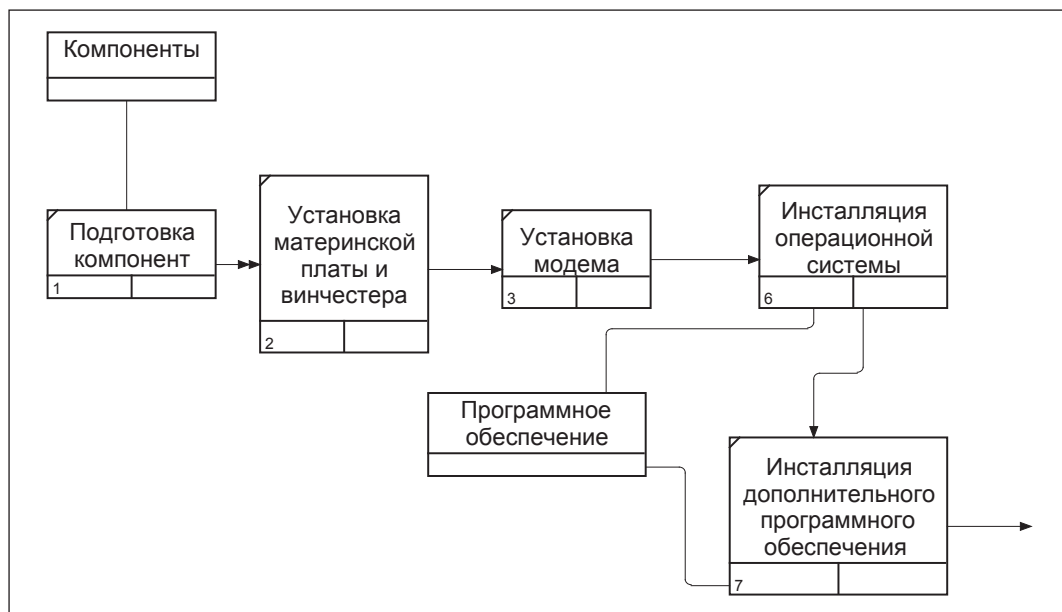 Компоненты
Подготовка
компонент
1
Установка
материнской
платы и
винчестера
2
Установка
модема
3
Инсталляция
операционной
системы
6
Программное
обеспечение
Инсталляция
дополнительного
программного
обеспечения
7